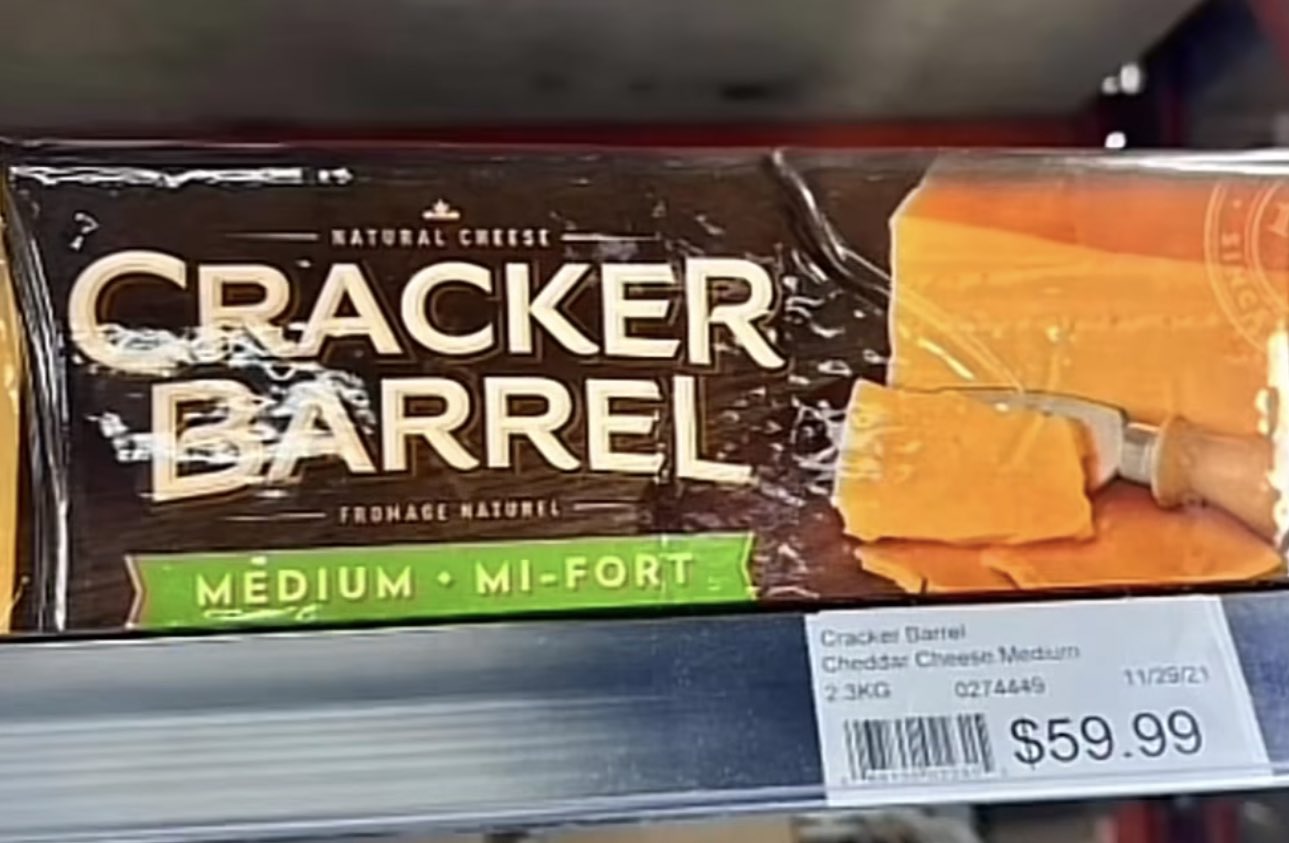 NATURAL CHEESE
CRACKER
BARREL
FROMAGE NATUREL
MEDIUM • MI-FORT
SINCE
Cracker Barrel
Cheddar Cheese Medium
2.3KG 0274449 11/29/21
$59.99